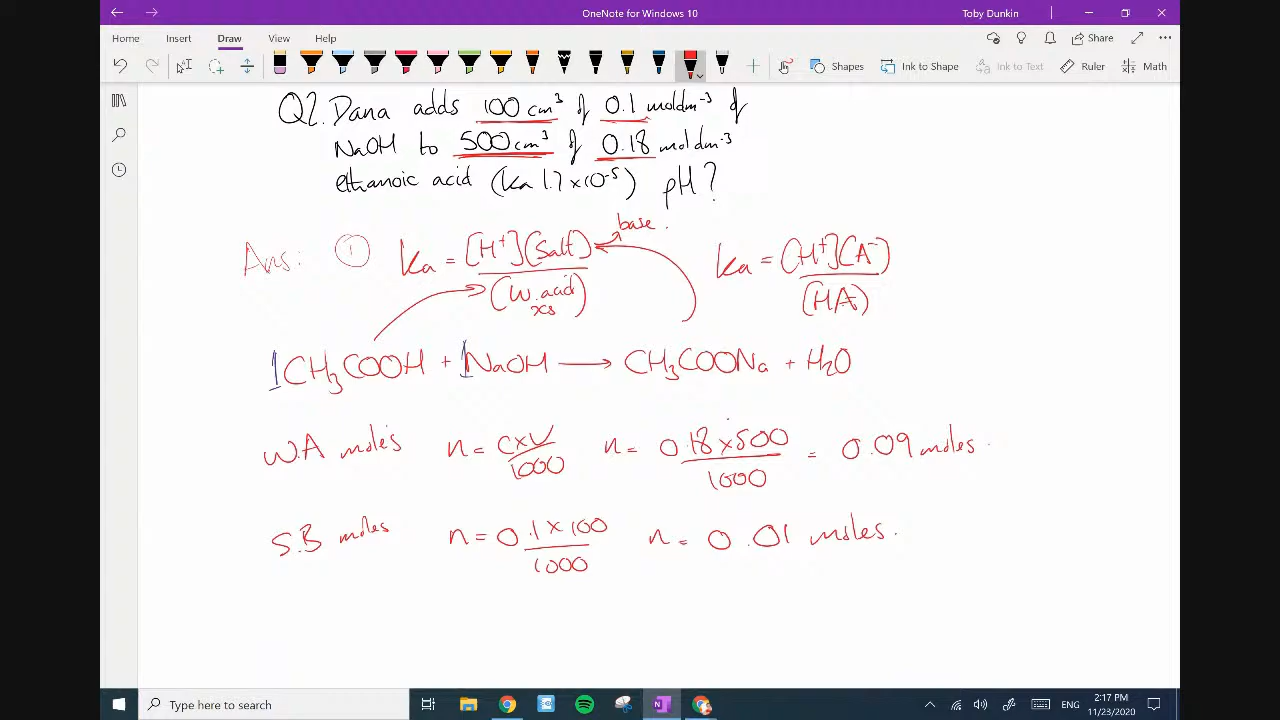 OneNote for Windows 10
Toby Dunkin
Home Insert Draw View Help
Share
Shapes Ink to Shape Ink to Text Ruler Math
Q2. Dana adds 100 cm³ of 0.1 moldm⁻³ of
NaOH to 500 cm³ of 0.18 moldm⁻³
ethanoic acid (ka 1.7×10⁻⁵) pH?
base.
Ans: ① ka = [H⁺](Salt) / (W.acid xs) ka = (H⁺)(A⁻) / (HA)
1CH₃COOH + 1NaOH → CH₃COONa + H₂O
W.A moles n = c×V / 1000 n = 0.18×500 / 1000 = 0.09 moles.
S.B moles n = 0.1×100 / 1000 n = 0.01 moles.
Type here to search
ENG
2:17 PM
11/23/2020